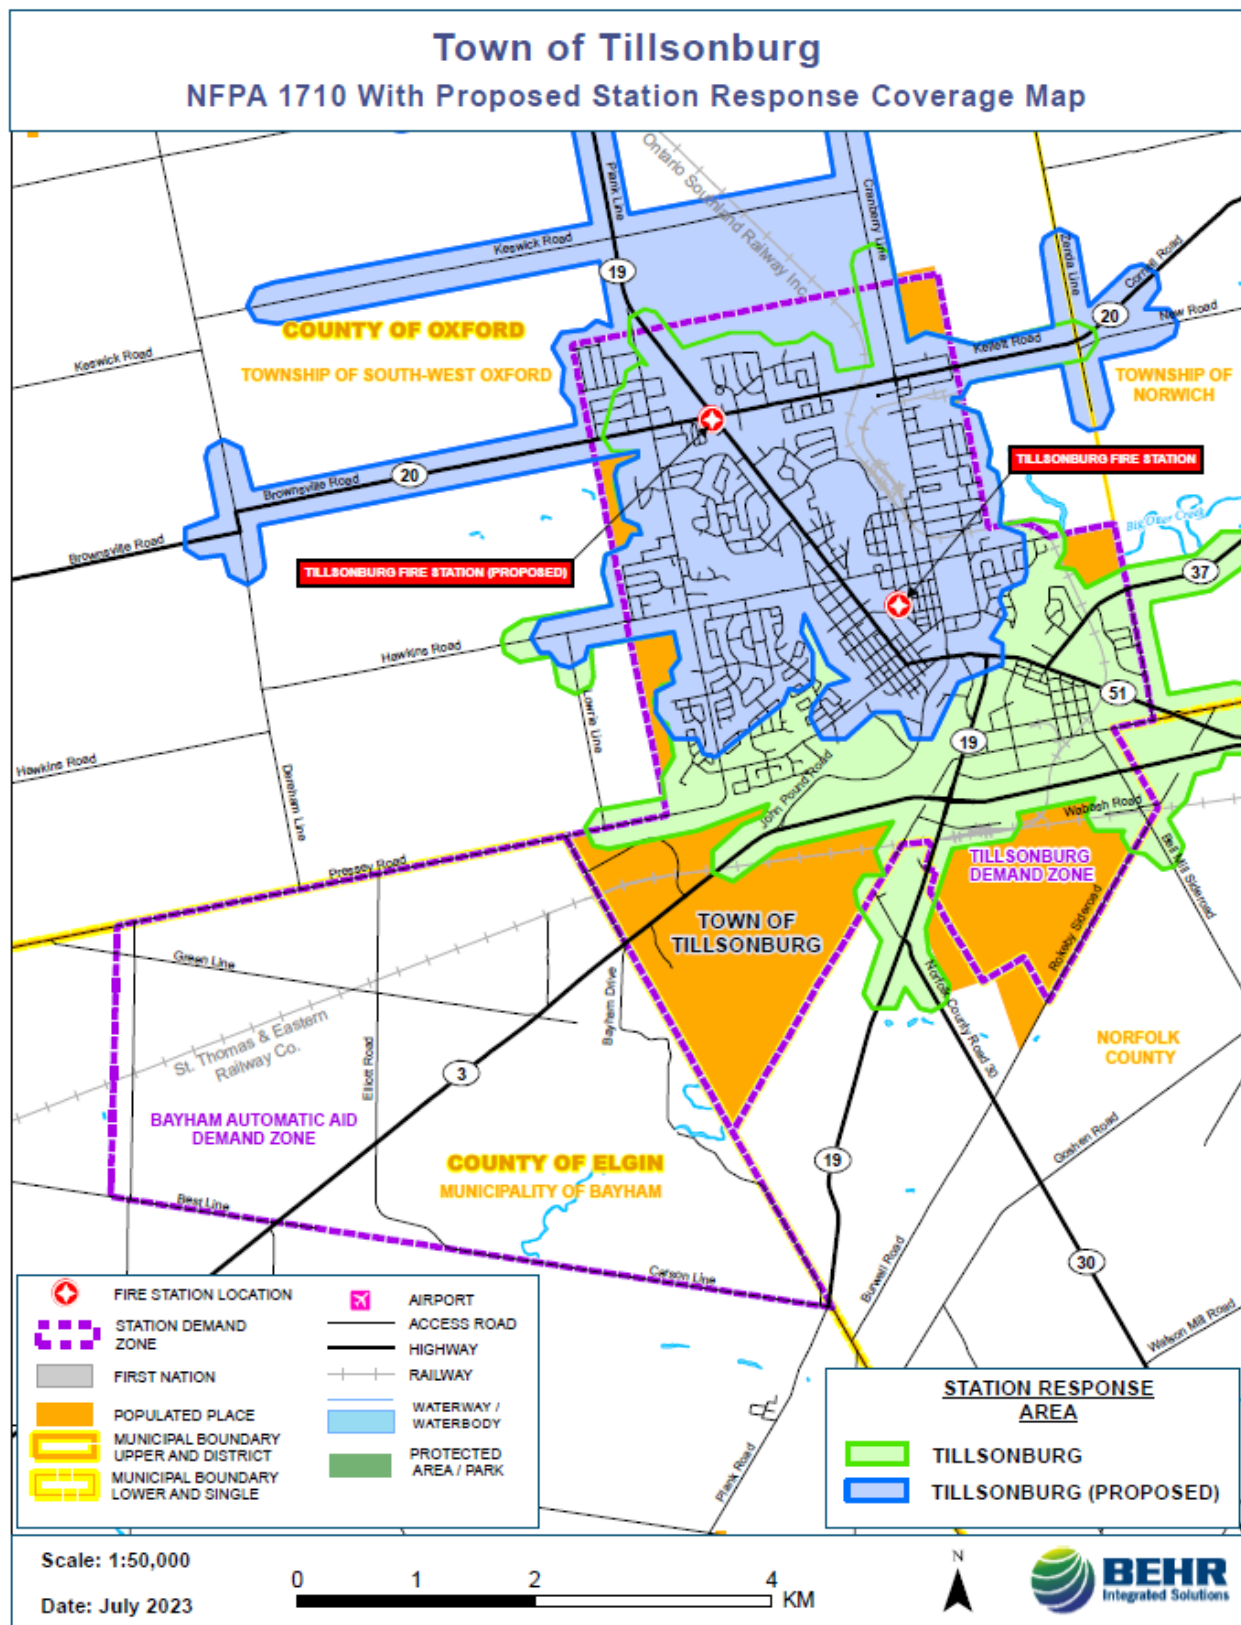 Town of Tillsonburg
NFPA 1710 With Proposed Station Response Coverage Map
Ontario Southland Railway Inc.
Plank Line
Cranberry Line
Keswick Road
19
Zenda Line
Cornell Road
20
New Road
COUNTY OF OXFORD
Keswick Road
Kellett Road
TOWNSHIP OF SOUTH-WEST OXFORD
TOWNSHIP OF
NORWICH
TILLSONBURG FIRE STATION
20
Brownsville Road
Brownsville Road
Big Otter Creek
TILLSONBURG FIRE STATION (PROPOSED)
37
Hawkins Road
Lowrie Line
51
19
Hawkins Road
Dereham Line
John Pound Road
Wabash Road
Pressey Road
TILLSONBURG
DEMAND ZONE
Bell Mill Sideroad
Rokeby Sideroad
TOWN OF
TILLSONBURG
Green Line
Bayham Drive
Norfolk County Road 30
St. Thomas & Eastern
Railway Co.
Elliott Road
3
NORFOLK
COUNTY
BAYHAM AUTOMATIC AID
DEMAND ZONE
Goshen Road
COUNTY OF ELGIN
19
MUNICIPALITY OF BAYHAM
Best Line
Carson Line
Burwell Road
30
Watson Mill Road
Plank Road
FIRE STATION LOCATION
STATION DEMAND
ZONE
FIRST NATION
POPULATED PLACE
MUNICIPAL BOUNDARY
UPPER AND DISTRICT
MUNICIPAL BOUNDARY
LOWER AND SINGLE
AIRPORT
ACCESS ROAD
HIGHWAY
RAILWAY
WATERWAY /
WATERBODY
PROTECTED
AREA / PARK
STATION RESPONSE
AREA
TILLSONBURG
TILLSONBURG (PROPOSED)
Scale: 1:50,000
Date: July 2023
0 1 2 4 KM
N
BEHR
Integrated Solutions